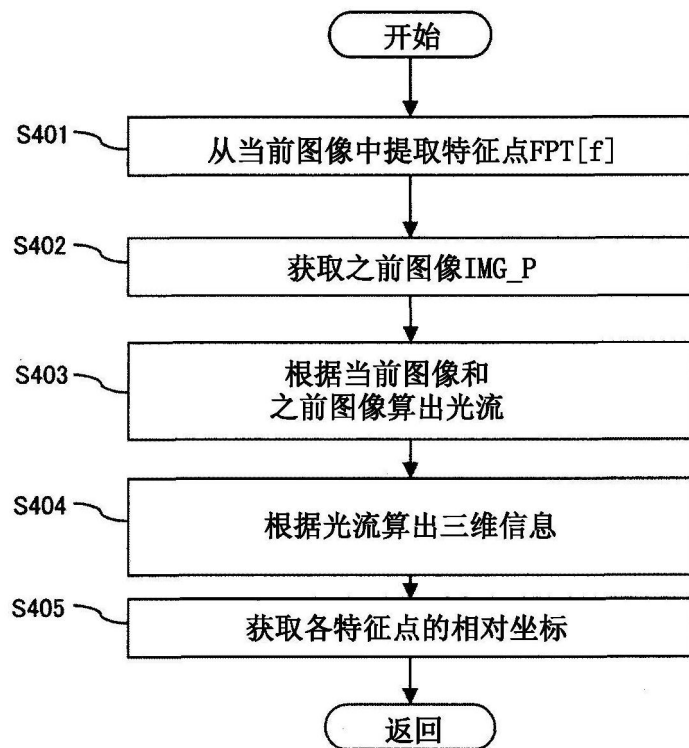 开始
S401
从当前图像中提取特征点FPT[f]
S402
获取之前图像IMG_P
S403
根据当前图像和
之前图像算出光流
S404
根据光流算出三维信息
S405
获取各特征点的相对坐标
返回